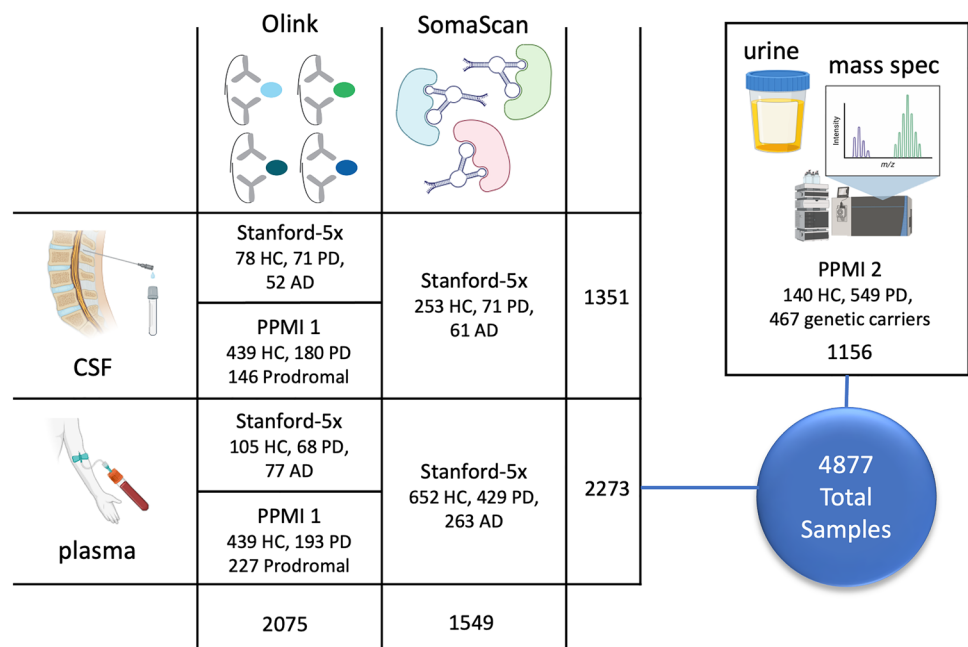 Olink
SomaScan
urine
mass spec
Intensity
m/z
CSF
Stanford-5x
78 HC, 71 PD,
52 AD
PPMI 1
439 HC, 180 PD
146 Prodromal
Stanford-5x
253 HC, 71 PD,
61 AD
1351
PPMI 2
140 HC, 549 PD,
467 genetic carriers
1156
plasma
Stanford-5x
105 HC, 68 PD,
77 AD
PPMI 1
439 HC, 193 PD
227 Prodromal
Stanford-5x
652 HC, 429 PD,
263 AD
2273
4877
Total
Samples
2075
1549